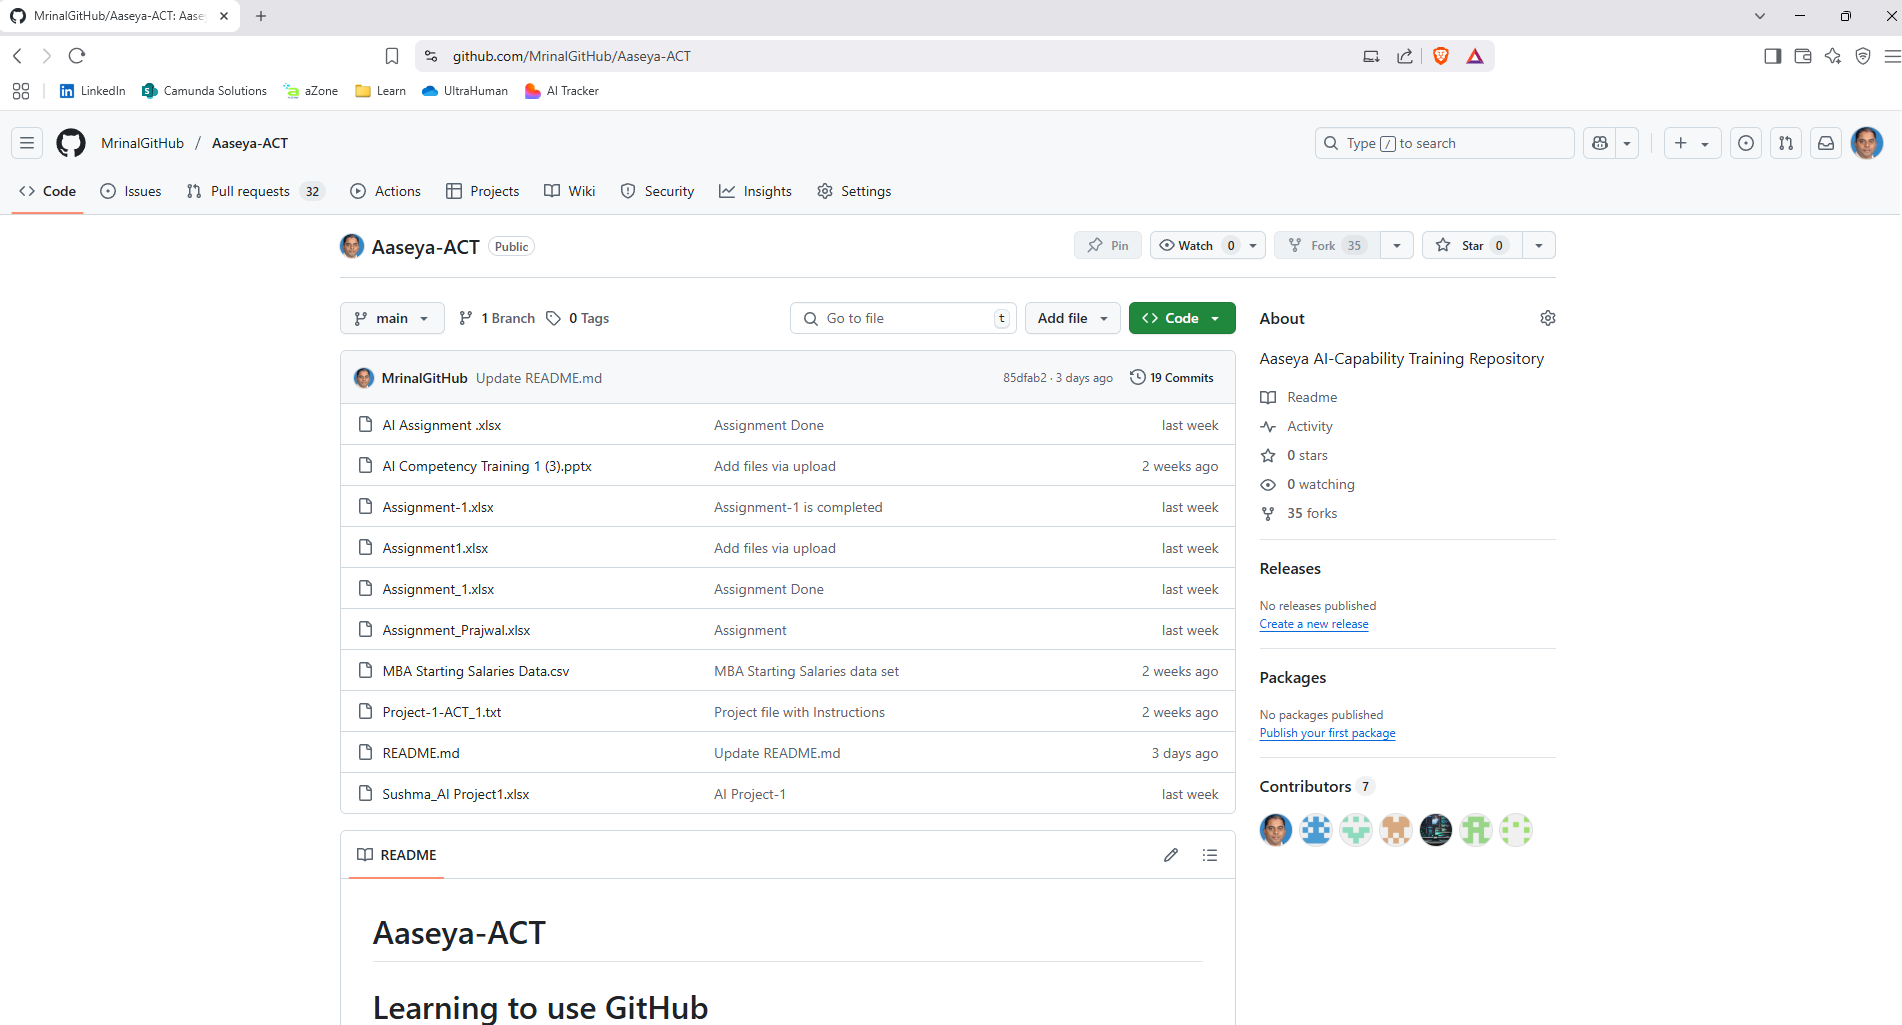 MrinalGitHub/Aaseya-ACT: Aase
github.com/MrinalGitHub/Aaseya-ACT
LinkedIn Camunda Solutions aZone Learn UltraHuman AI Tracker
MrinalGitHub / Aaseya-ACT
Type / to search
Code Issues Pull requests 32 Actions Projects Wiki Security Insights Settings
Aaseya-ACT Public
Pin Watch 0 Fork 35 Star 0
main 1 Branch 0 Tags Go to file t Add file Code
MrinalGitHub Update README.md 85dfab2 · 3 days ago 19 Commits
AI Assignment .xlsx Assignment Done last week
AI Competency Training 1 (3).pptx Add files via upload 2 weeks ago
Assignment-1.xlsx Assignment-1 is completed last week
Assignment1.xlsx Add files via upload last week
Assignment_1.xlsx Assignment Done last week
Assignment_Prajwal.xlsx Assignment last week
MBA Starting Salaries Data.csv MBA Starting Salaries data set 2 weeks ago
Project-1-ACT_1.txt Project file with Instructions 2 weeks ago
README.md Update README.md 3 days ago
Sushma_AI Project1.xlsx AI Project-1 last week
README
Aaseya-ACT
Learning to use GitHub
About
Aaseya AI-Capability Training Repository
Readme
Activity
0 stars
0 watching
35 forks
Releases
No releases published
Create a new release
Packages
No packages published
Publish your first package
Contributors 7